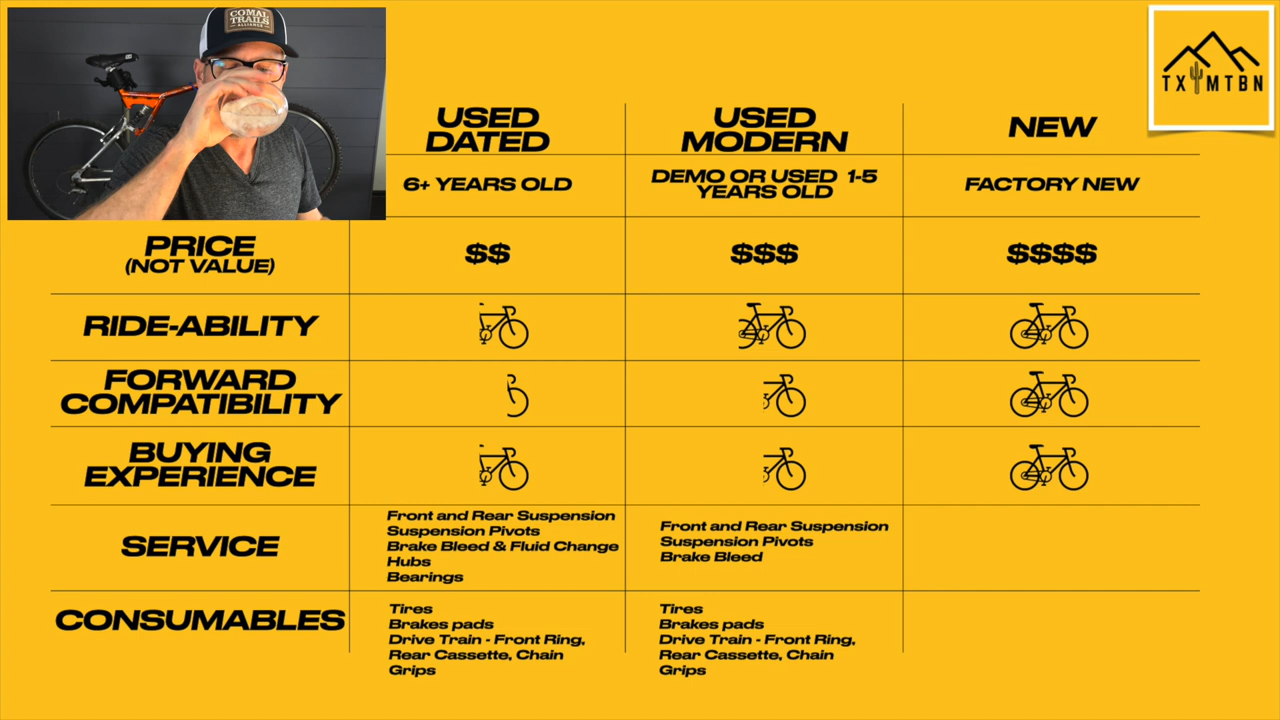 COMAL
TRAILS
ALLIANCE
TX MTBN
USED
DATED
USED
MODERN
NEW
6+ YEARS OLD
DEMO OR USED 1-5
YEARS OLD
FACTORY NEW
PRICE
(NOT VALUE)
$$
$$$
$$$$
RIDE-ABILITY
FORWARD
COMPATIBILITY
BUYING
EXPERIENCE
SERVICE
Front and Rear Suspension
Suspension Pivots
Brake Bleed & Fluid Change
Hubs
Bearings
Front and Rear Suspension
Suspension Pivots
Brake Bleed
CONSUMABLES
Tires
Brakes pads
Drive Train - Front Ring,
Rear Cassette, Chain
Grips
Tires
Brakes pads
Drive Train - Front Ring,
Rear Cassette, Chain
Grips